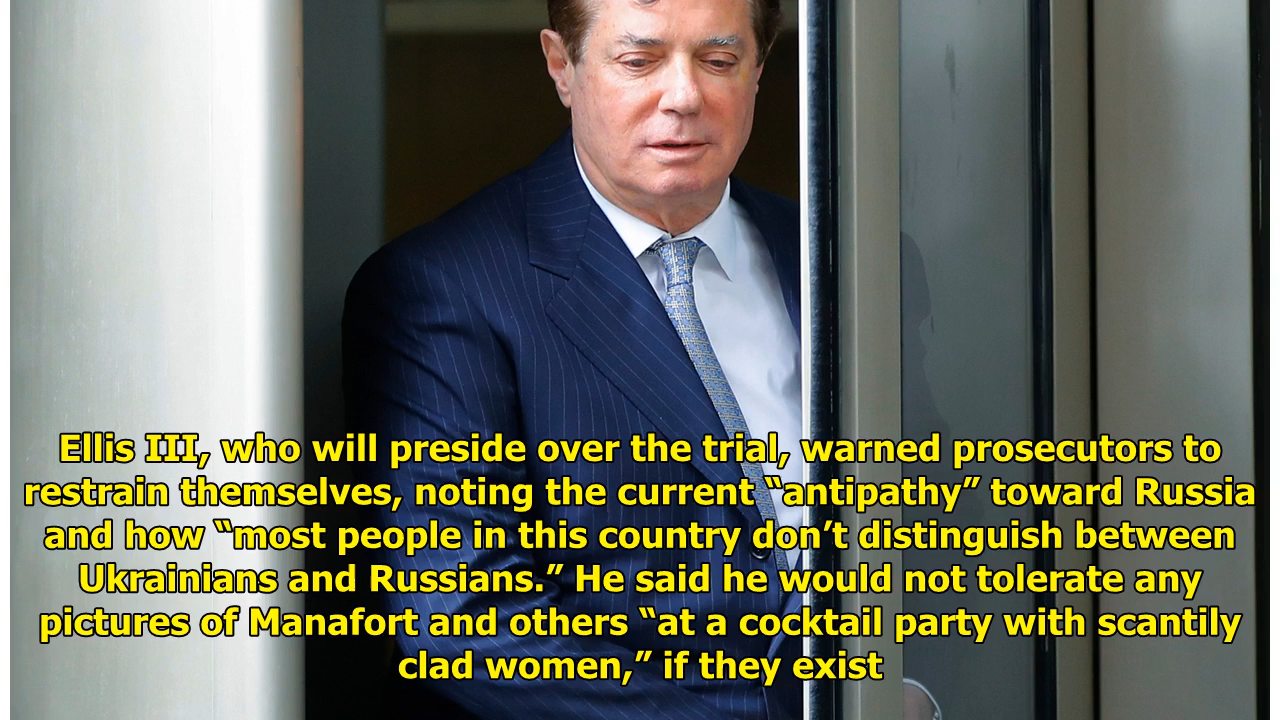 Ellis III, who will preside over the trial, warned prosecutors to
restrain themselves, noting the current “antipathy” toward Russia
and how “most people in this country don’t distinguish between
Ukrainians and Russians.” He said he would not tolerate any
pictures of Manafort and others “at a cocktail party with scantily
clad women,” if they exist